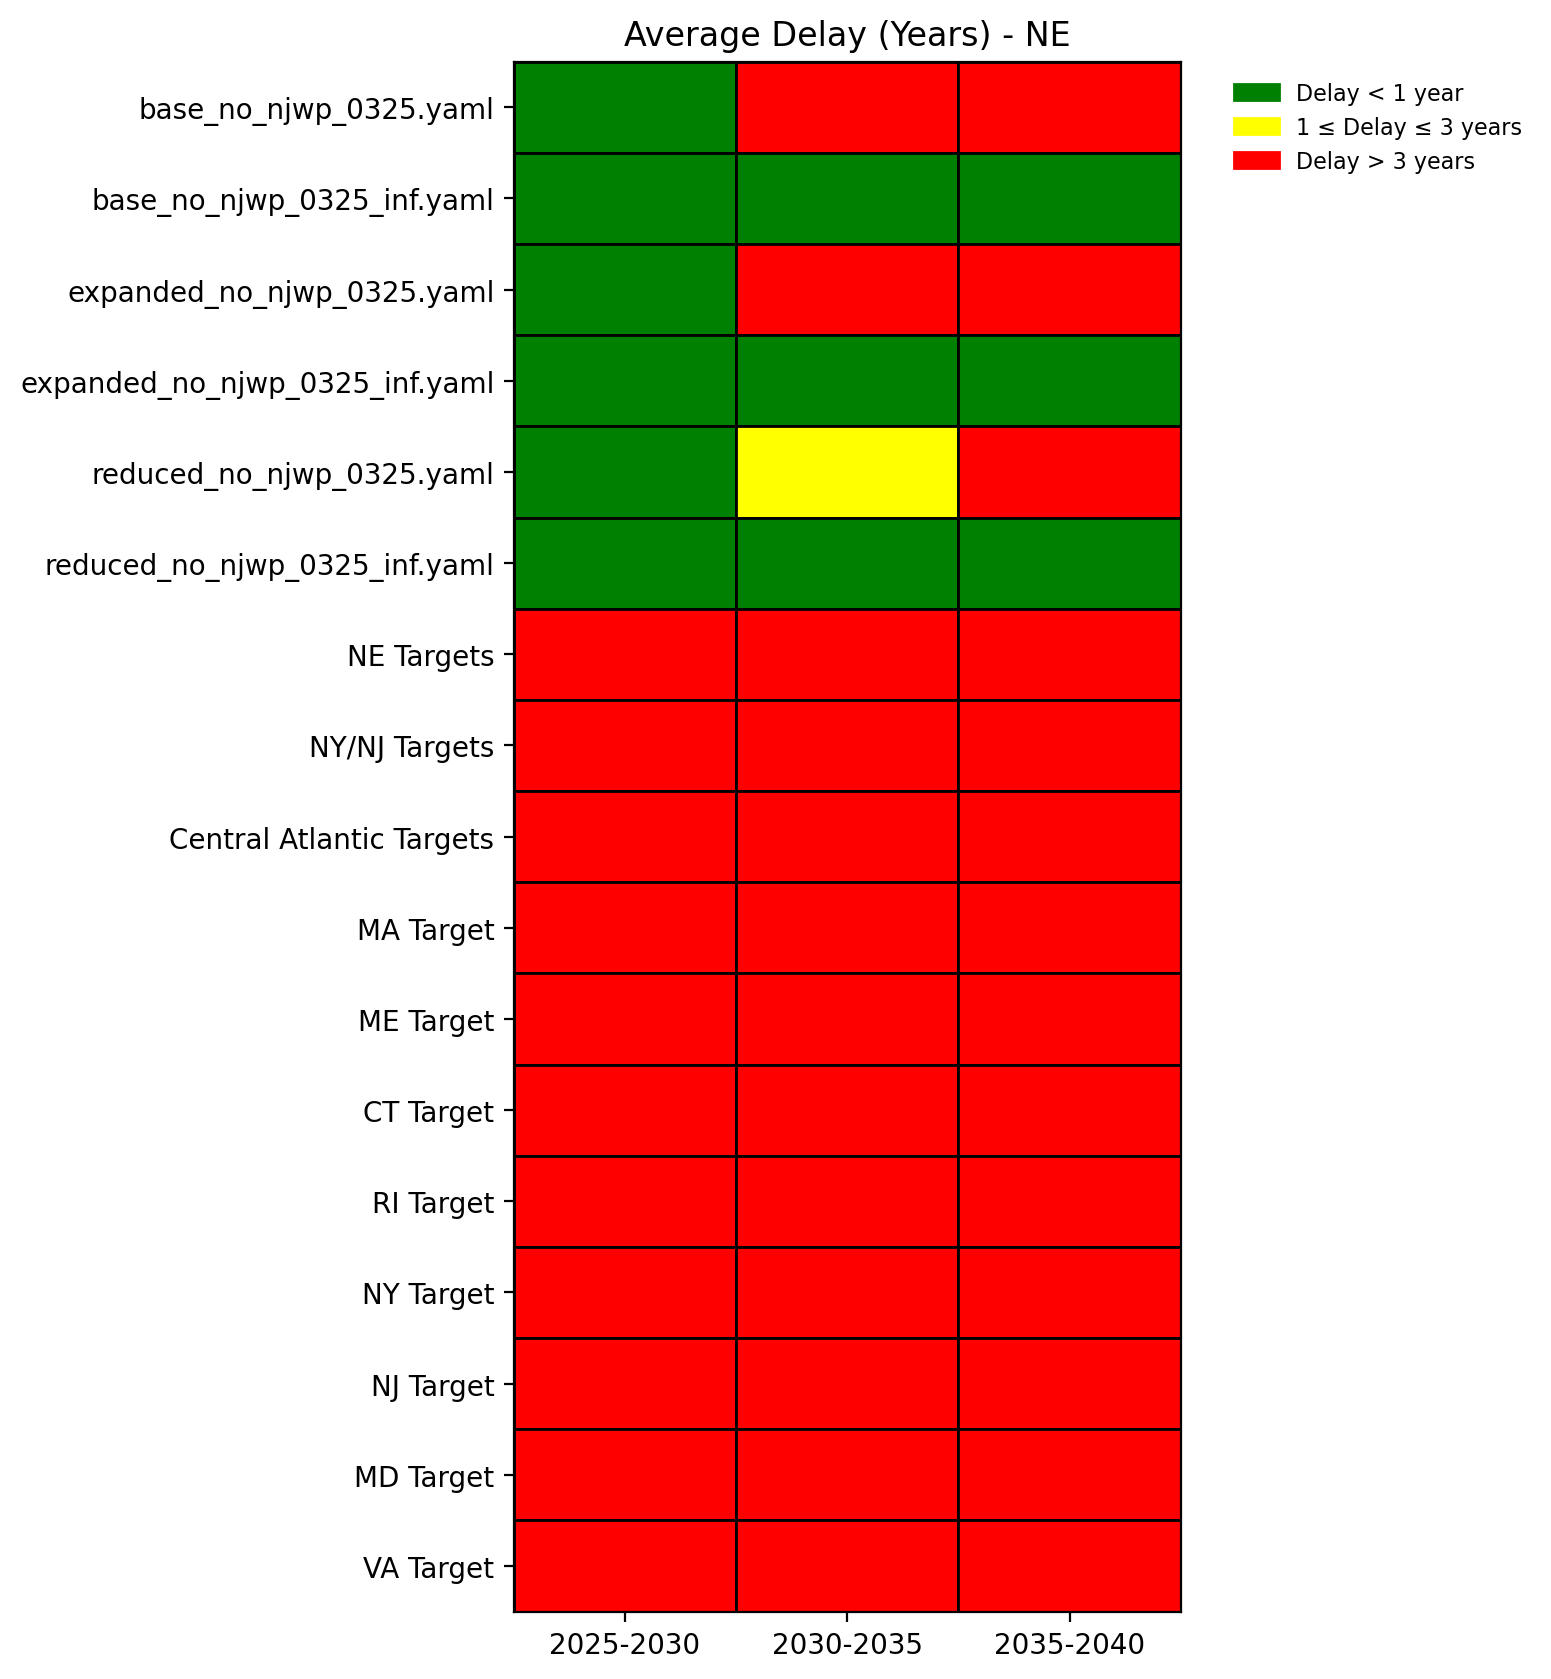 Average Delay (Years) - NE
Delay < 1 year
1 ≤ Delay ≤ 3 years
Delay > 3 years
base_no_njwp_0325.yaml
base_no_njwp_0325_inf.yaml
expanded_no_njwp_0325.yaml
expanded_no_njwp_0325_inf.yaml
reduced_no_njwp_0325.yaml
reduced_no_njwp_0325_inf.yaml
NE Targets
NY/NJ Targets
Central Atlantic Targets
MA Target
ME Target
CT Target
RI Target
NY Target
NJ Target
MD Target
VA Target
2025-2030 2030-2035 2035-2040